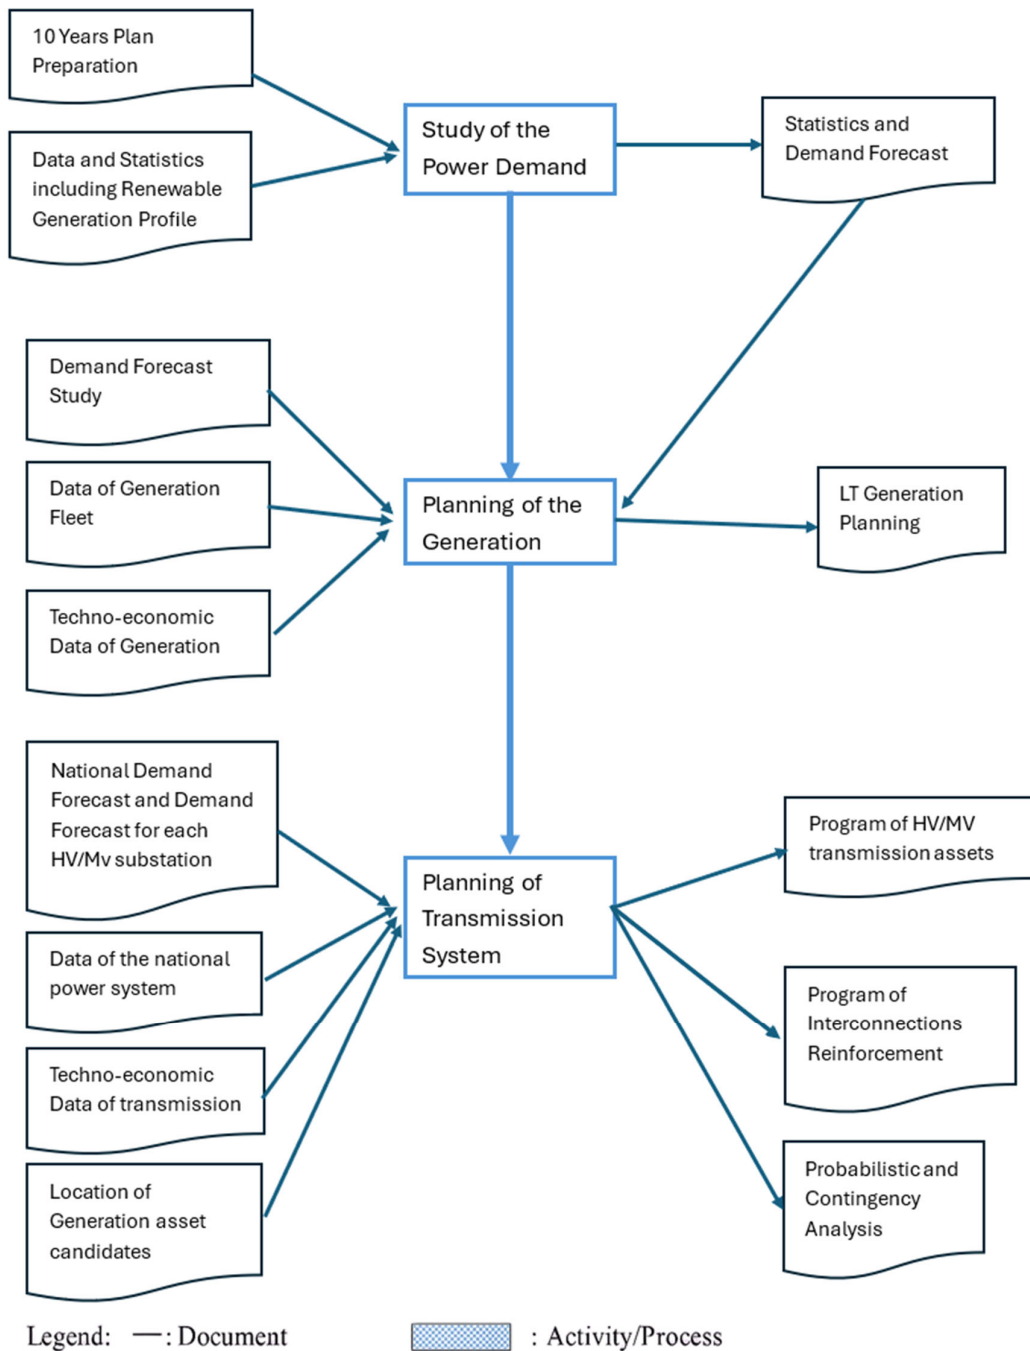 10 Years Plan
Preparation
Study of the
Power Demand
Statistics and
Demand Forecast
Data and Statistics
including Renewable
Generation Profile
Demand Forecast
Study
Data of Generation
Fleet
Planning of the
Generation
LT Generation
Planning
Techno-economic
Data of Generation
National Demand
Forecast and Demand
Forecast for each
HV/Mv substation
Program of HV/MV
transmission assets
Planning of
Transmission
System
Data of the national
power system
Program of
Interconnections
Reinforcement
Techno-economic
Data of transmission
Location of
Generation asset
candidates
Probabilistic and
Contingency
Analysis
Legend: —: Document : Activity/Process